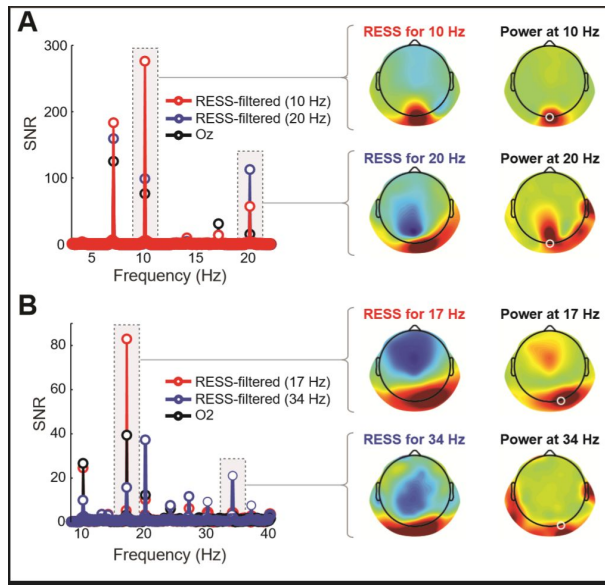 A
RESS for 10 Hz
Power at 10 Hz
300
200
100
0
SNR
RESS-filtered (10 Hz)
RESS-filtered (20 Hz)
Oz
RESS for 20 Hz
Power at 20 Hz
5 10 15 20
Frequency (Hz)
B
RESS for 17 Hz
Power at 17 Hz
80
60
40
20
0
SNR
RESS-filtered (17 Hz)
RESS-filtered (34 Hz)
O2
RESS for 34 Hz
Power at 34 Hz
10 20 30 40
Frequency (Hz)